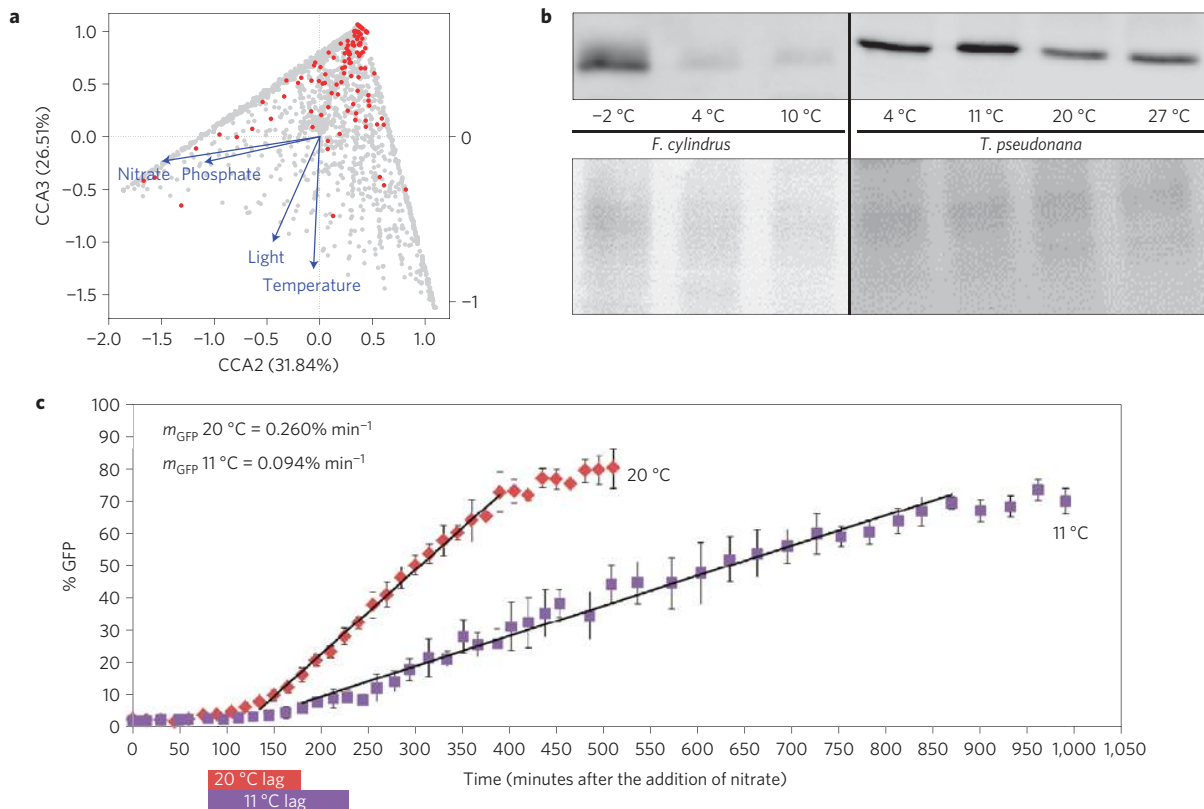 a
1.0
0.5
0.0
−0.5
−1.0
−1.5
CCA3 (26.51%)
0
−1
Nitrate
Phosphate
Light
Temperature
−2.0 −1.5 −1.0 −0.5 0.0 0.5 1.0
CCA2 (31.84%)
b
−2 °C 4 °C 10 °C 4 °C 11 °C 20 °C 27 °C
F. cylindrus T. pseudonana
c
100
90
80
70
60
50
40
30
20
10
0
% GFP
m_GFP 20 °C = 0.260% min⁻¹
m_GFP 11 °C = 0.094% min⁻¹
20 °C
11 °C
0 50 100 150 200 250 300 350 400 450 500 550 600 650 700 750 800 850 900 950 1,000 1,050
20 °C lag
11 °C lag
Time (minutes after the addition of nitrate)